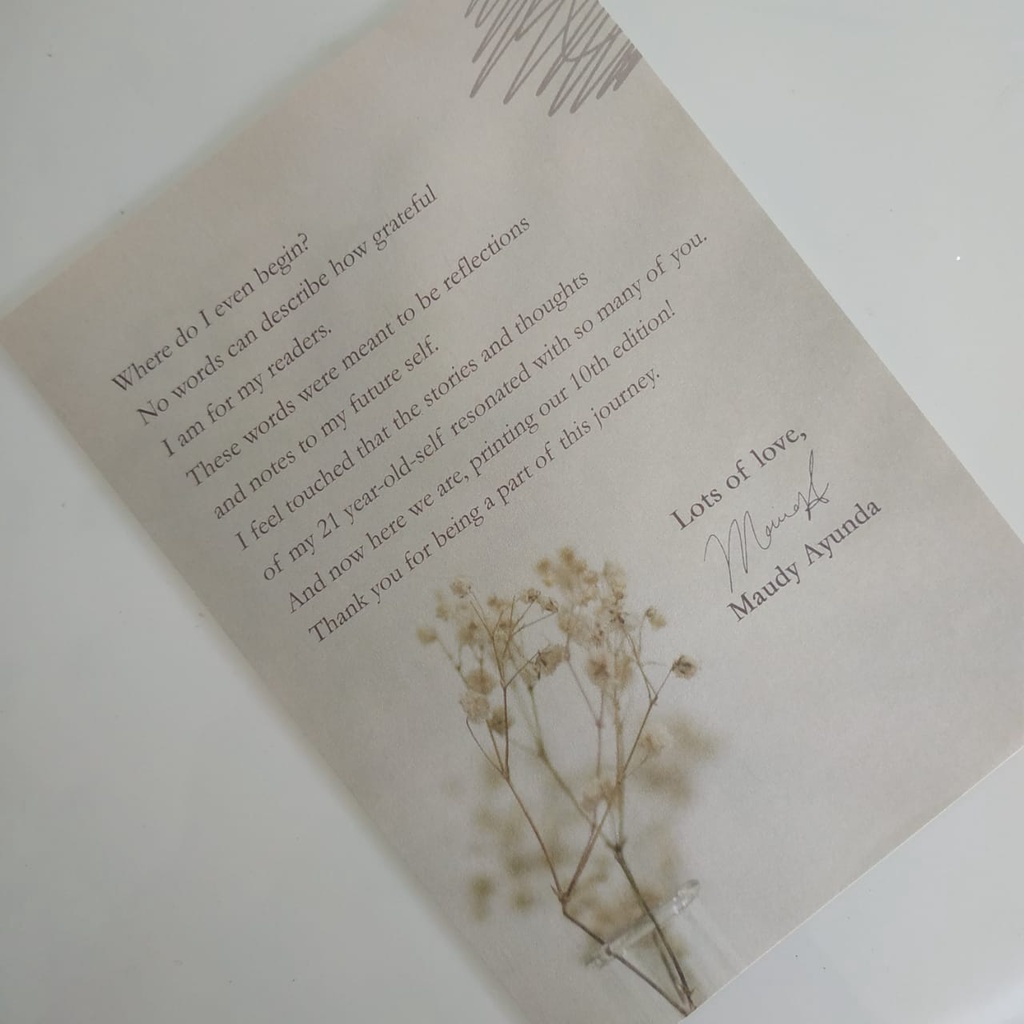 Where do I even begin?
No words can describe how grateful
I am for my readers.
These words were meant to be reflections
and notes to my future self.
I feel touched that the stories and thoughts
of my 21 year-old-self resonated with so many of you.
And now here we are, printing our 10th edition!
Thank you for being a part of this journey.
Lots of love,
Maudy Ayunda